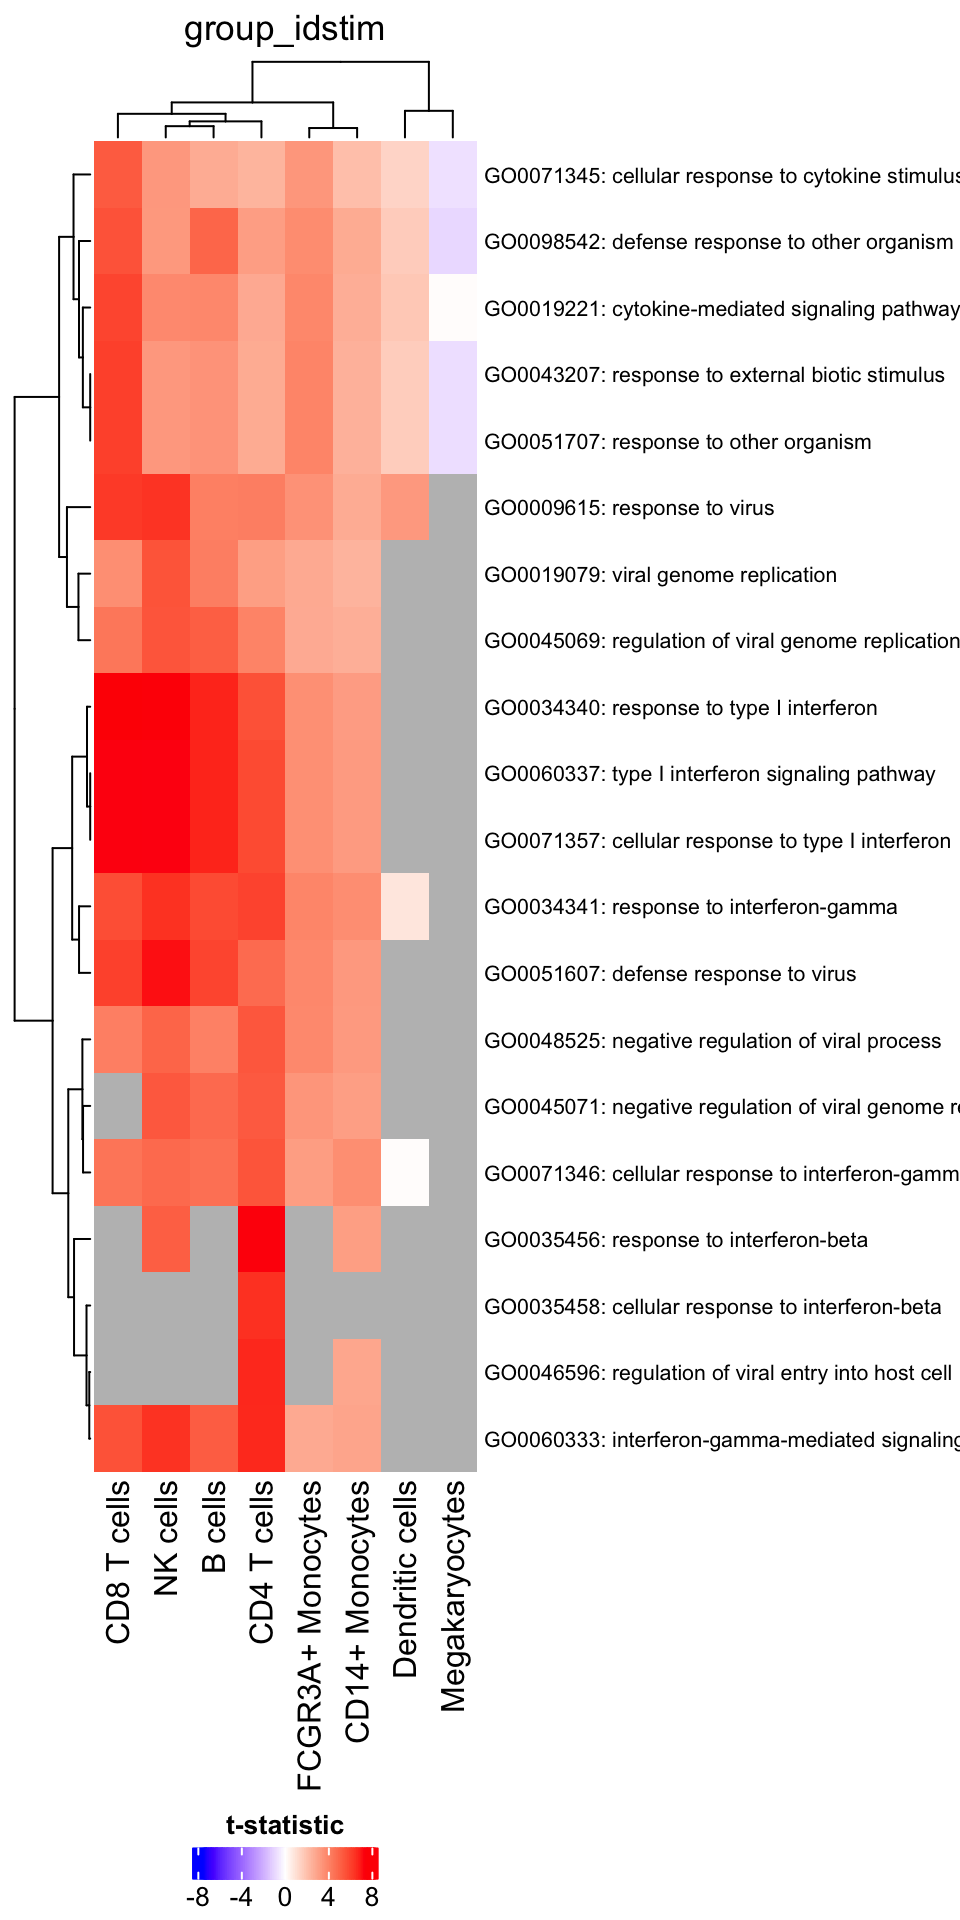 group_idstim
GO0071345: cellular response to cytokine stimulus
GO0098542: defense response to other organism
GO0019221: cytokine-mediated signaling pathway
GO0043207: response to external biotic stimulus
GO0051707: response to other organism
GO0009615: response to virus
GO0019079: viral genome replication
GO0045069: regulation of viral genome replication
GO0034340: response to type I interferon
GO0060337: type I interferon signaling pathway
GO0071357: cellular response to type I interferon
GO0034341: response to interferon-gamma
GO0051607: defense response to virus
GO0048525: negative regulation of viral process
GO0045071: negative regulation of viral genome re
GO0071346: cellular response to interferon-gamm
GO0035456: response to interferon-beta
GO0035458: cellular response to interferon-beta
GO0046596: regulation of viral entry into host cell
GO0060333: interferon-gamma-mediated signaling
CD8 T cells
NK cells
B cells
CD4 T cells
FCGR3A+ Monocytes
CD14+ Monocytes
Dendritic cells
Megakaryocytes
t-statistic
-8 -4 0 4 8